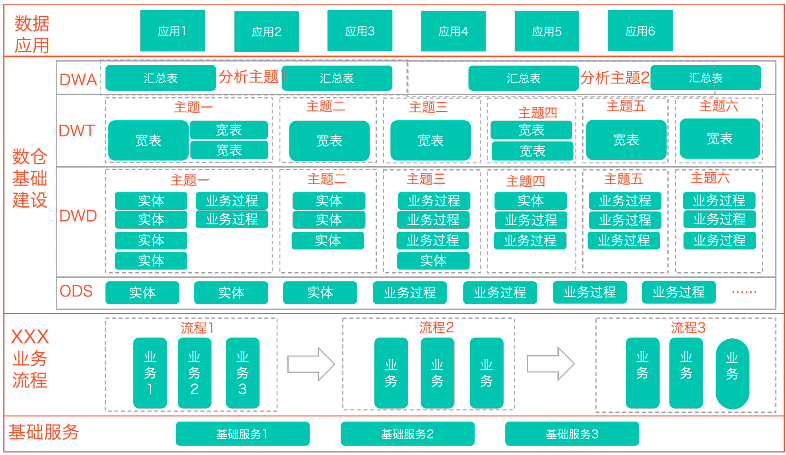 数据
应用
应用1 应用2 应用3 应用4 应用5 应用6
数仓
基础
建设
DWA
汇总表 分析主题1 汇总表 汇总表 分析主题2 汇总表
DWT
主题一 主题二 主题三 主题四 主题五 主题六
宽表 宽表 宽表 宽表 宽表 宽表 宽表
宽表 宽表
DWD
主题一 主题二 主题三 主题四 主题五 主题六
实体 业务过程 实体 业务过程 实体 业务过程 业务过程
实体 业务过程 实体 业务过程 业务过程 业务过程 业务过程
实体 实体 业务过程 业务过程 业务过程 业务过程
实体 实体
ODS
实体 实体 实体 业务过程 业务过程 业务过程 业务过程 ……
XXX
业务
流程
流程1
业务1 业务2 业务3
流程2
业务 业务 业务
流程3
业务 业务 业务
基础服务
基础服务1 基础服务2 基础服务3